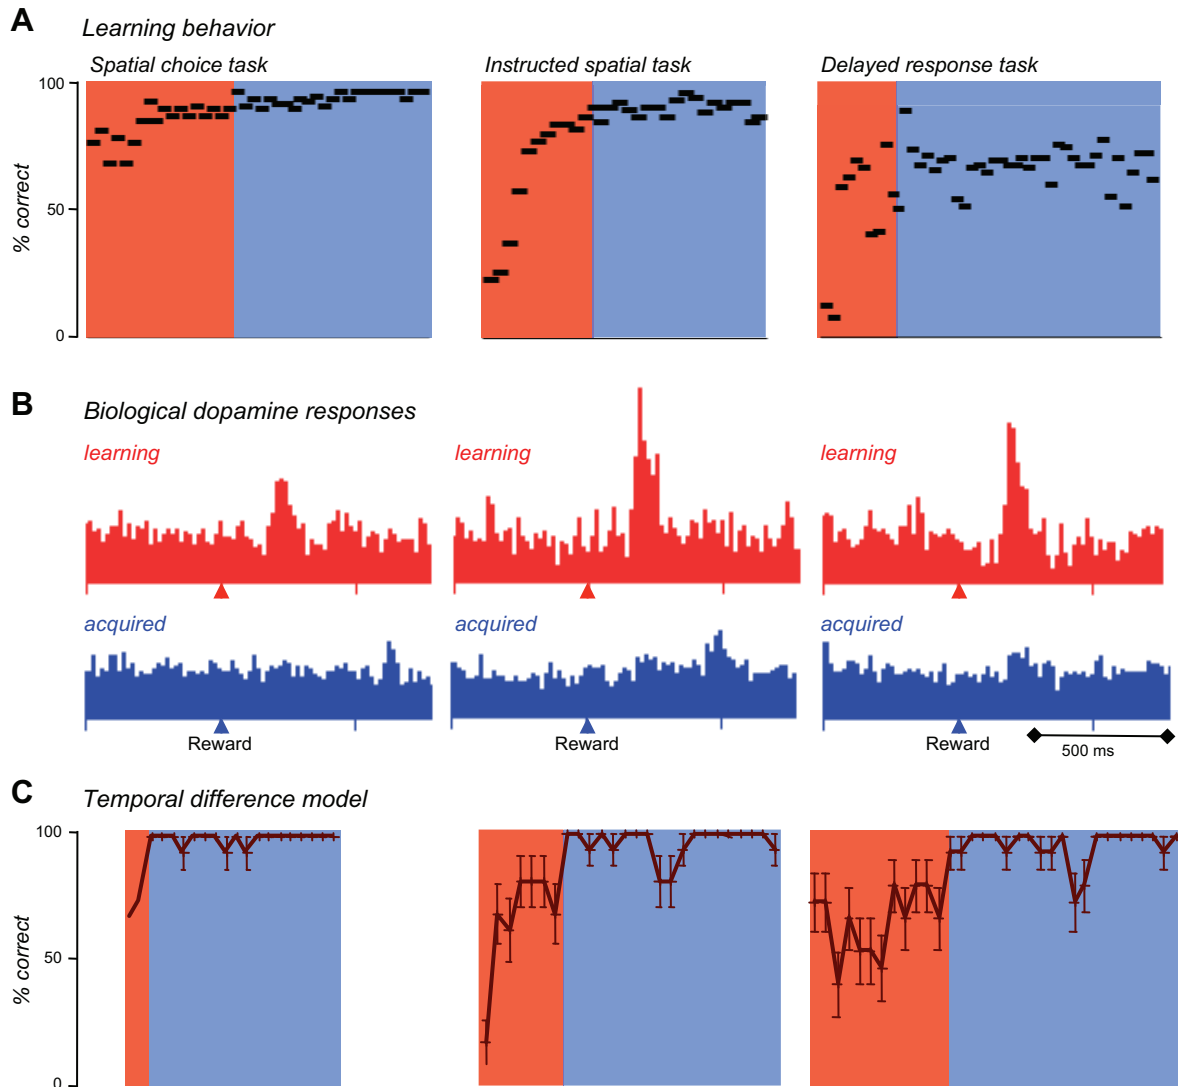 A
Learning behavior
Spatial choice task
Instructed spatial task
Delayed response task
100
50
0
% correct
B
Biological dopamine responses
learning
learning
learning
acquired
acquired
acquired
Reward
Reward
Reward
500 ms
C
Temporal difference model
100
50
0
% correct